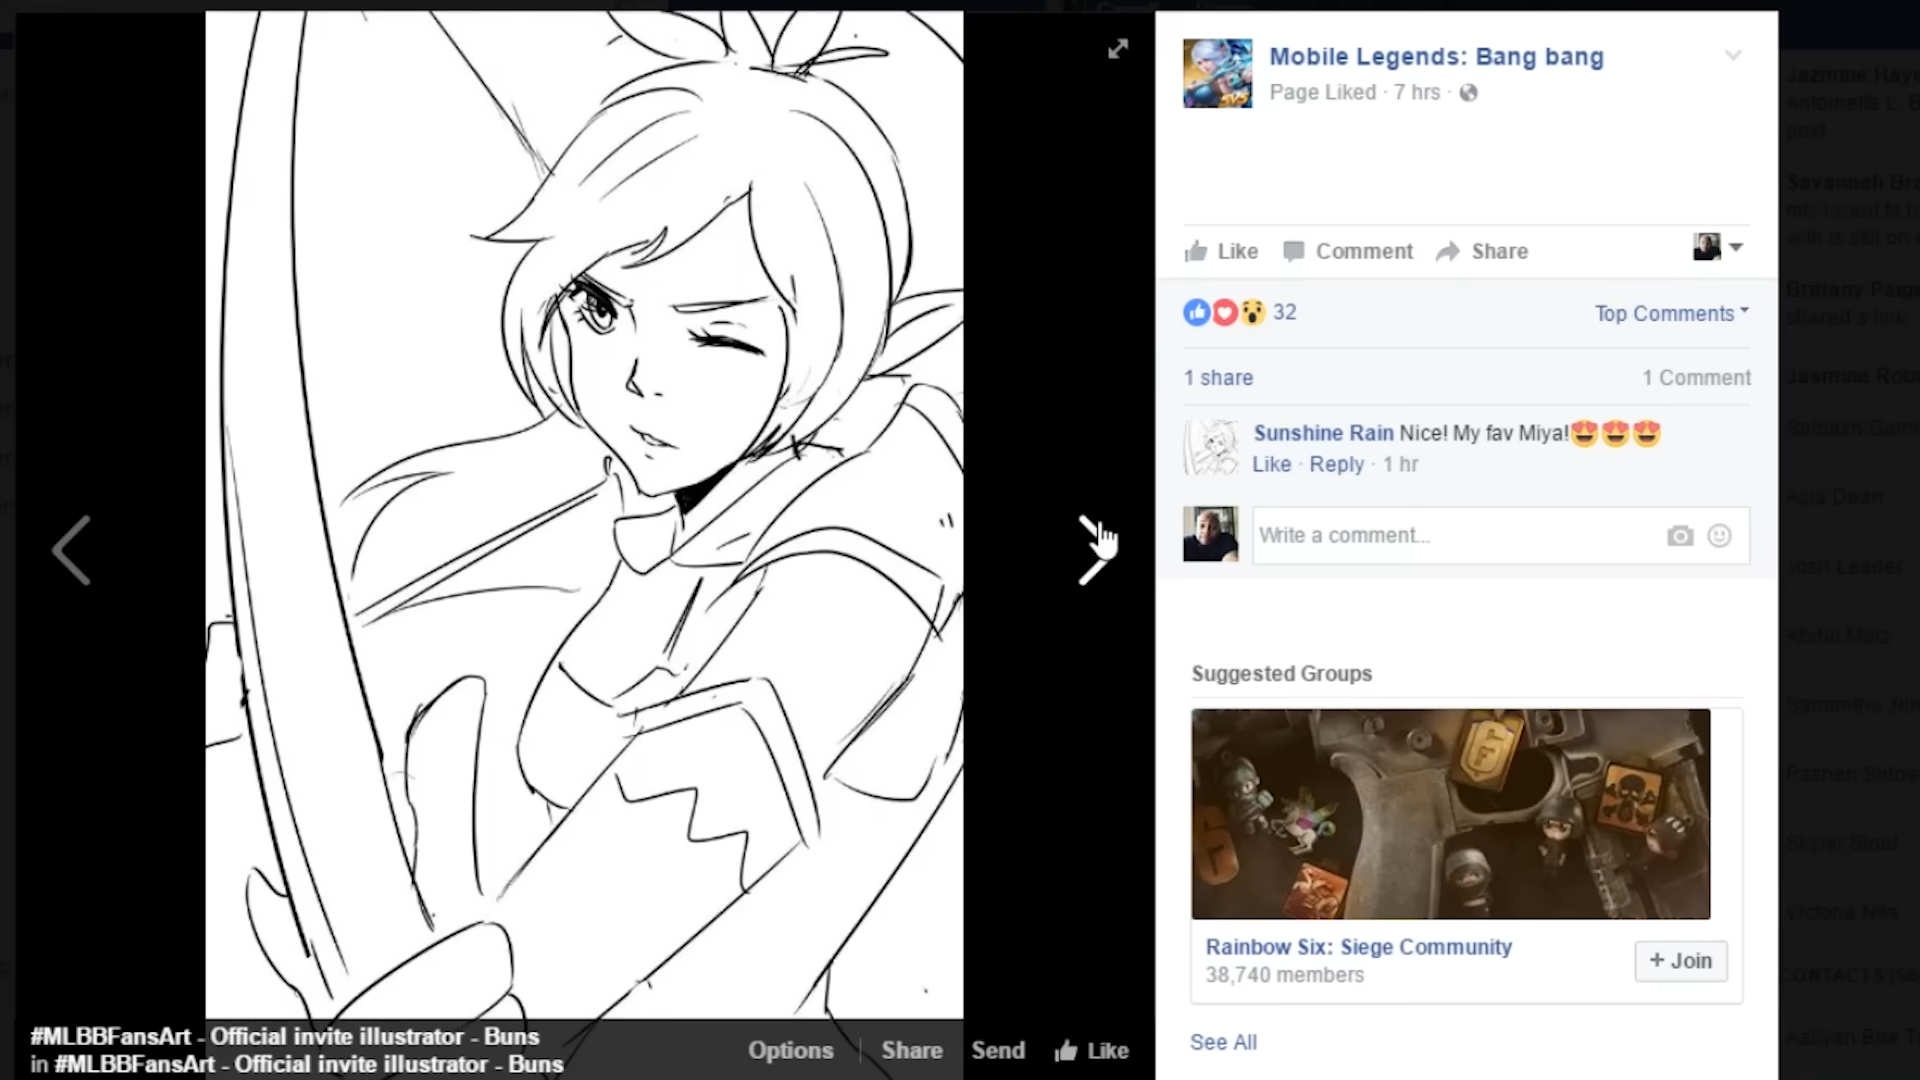 Mobile Legends: Bang bang
Page Liked · 7 hrs ·
Like Comment Share
32 Top Comments
1 share 1 Comment
Sunshine Rain Nice! My fav Miya!😍😍😍
Like · Reply · 1 hr
Write a comment...
Suggested Groups
Rainbow Six: Siege Community
38,740 members
+ Join
See All
#MLBBFansArt - Official invite illustrator - Buns
in #MLBBFansArt - Official invite illustrator - Buns
Options Share Send Like